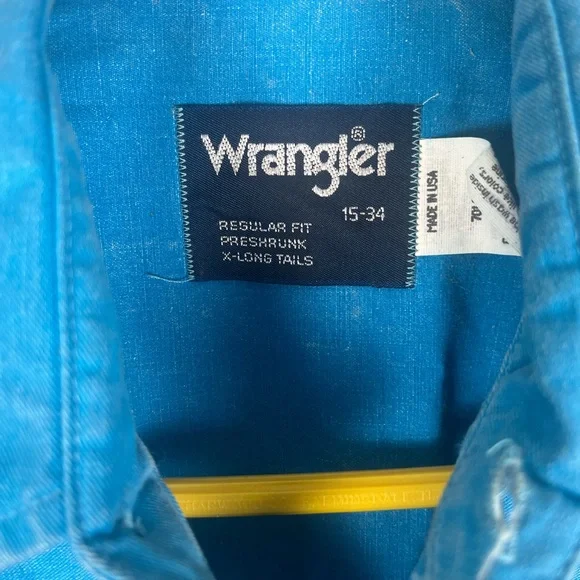 Wrangler®
15-34
REGULAR FIT
PRESHRUNK
X-LONG TAILS
MADE IN USA